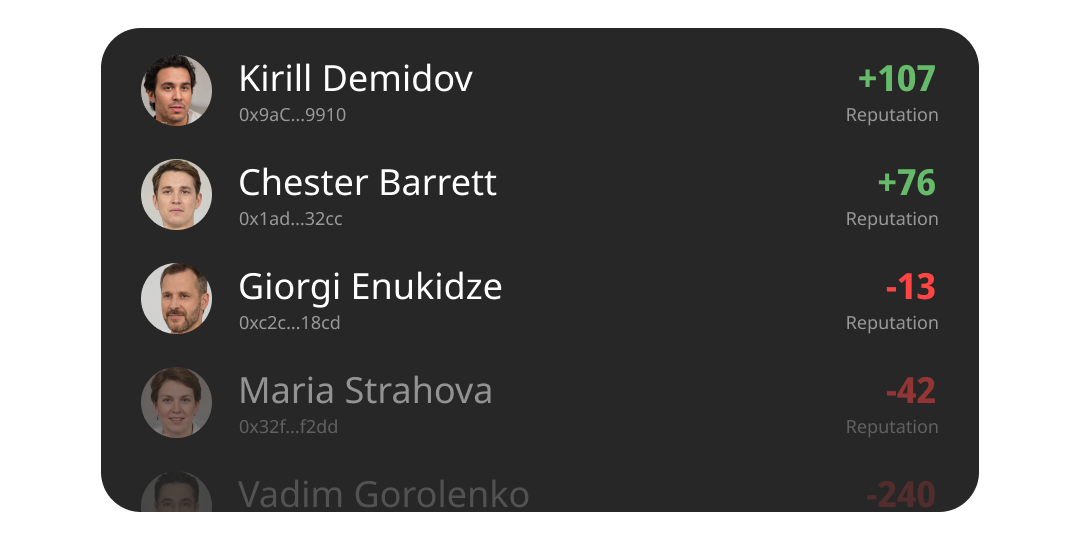 Kirill Demidov
+107
0x9aC...9910
Reputation
Chester Barrett
+76
0x1ad...32cc
Reputation
Giorgi Enukidze
-13
0xc2c...18cd
Reputation
Maria Strahova
-42
0x32f...f2dd
Reputation
Vadim Gorolenko
-240